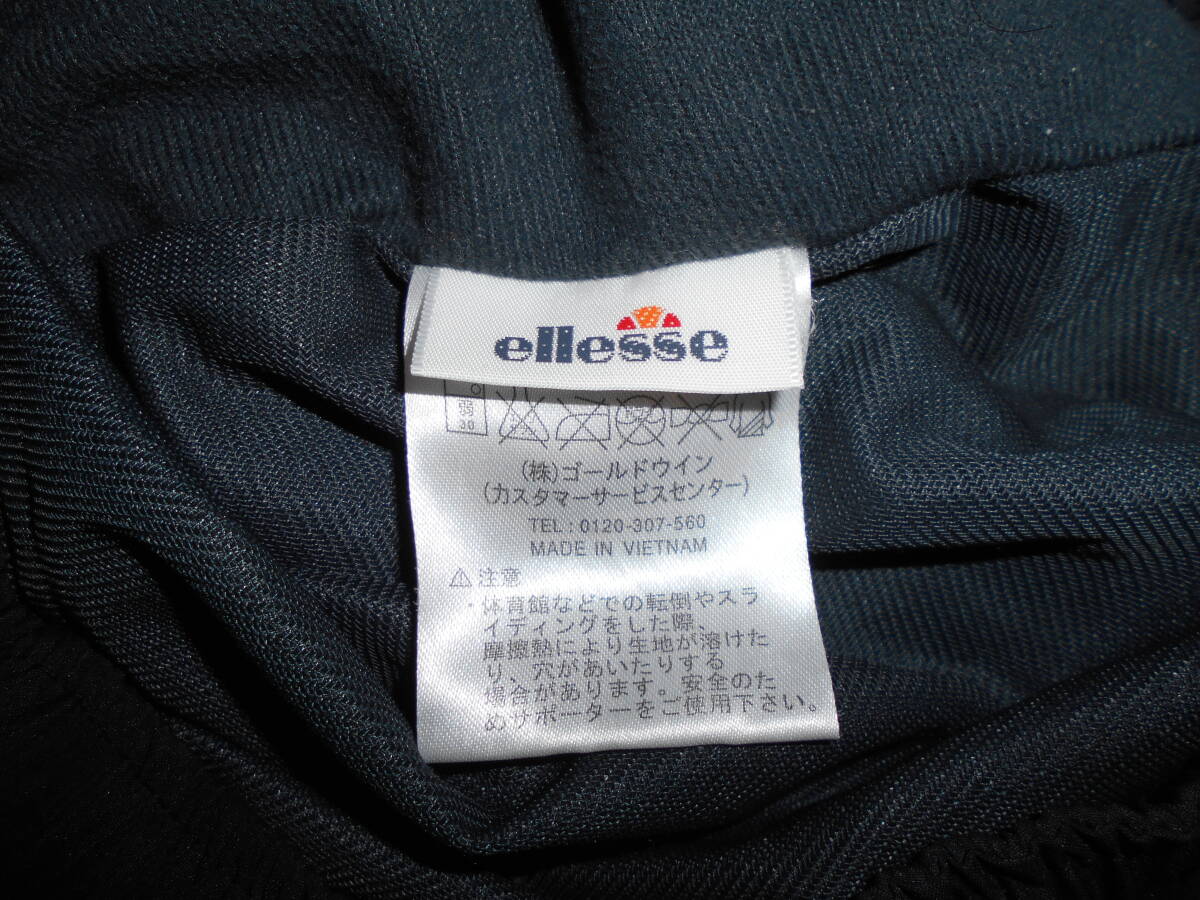 ellesse
弱
30
(株)ゴールドウイン
(カスタマーサービスセンター)
TEL:0120-307-560
MADE IN VIETNAM
⚠注意
・体育館などでの転倒やスラ
イディングをした際、
摩擦熱により生地が溶けた
り、穴があいたりする
場合があります。安全のた
めサポーターをご使用下さい。